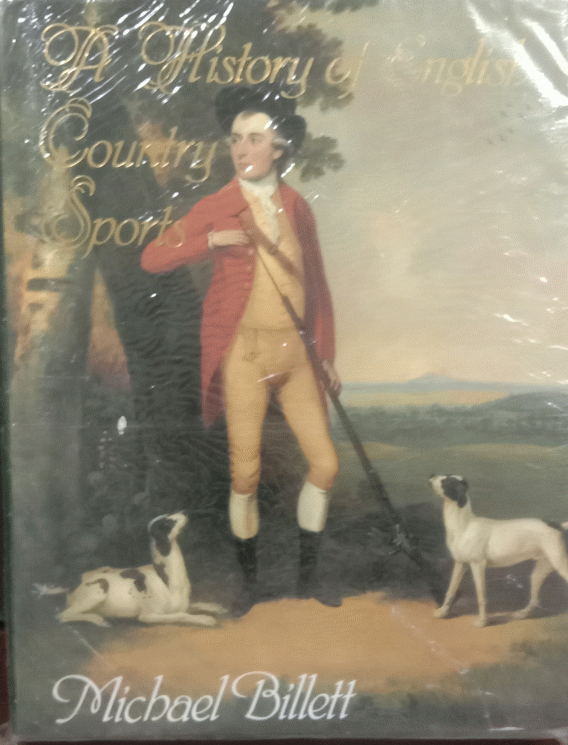 A History of English
Country
Sports
Michael Billett